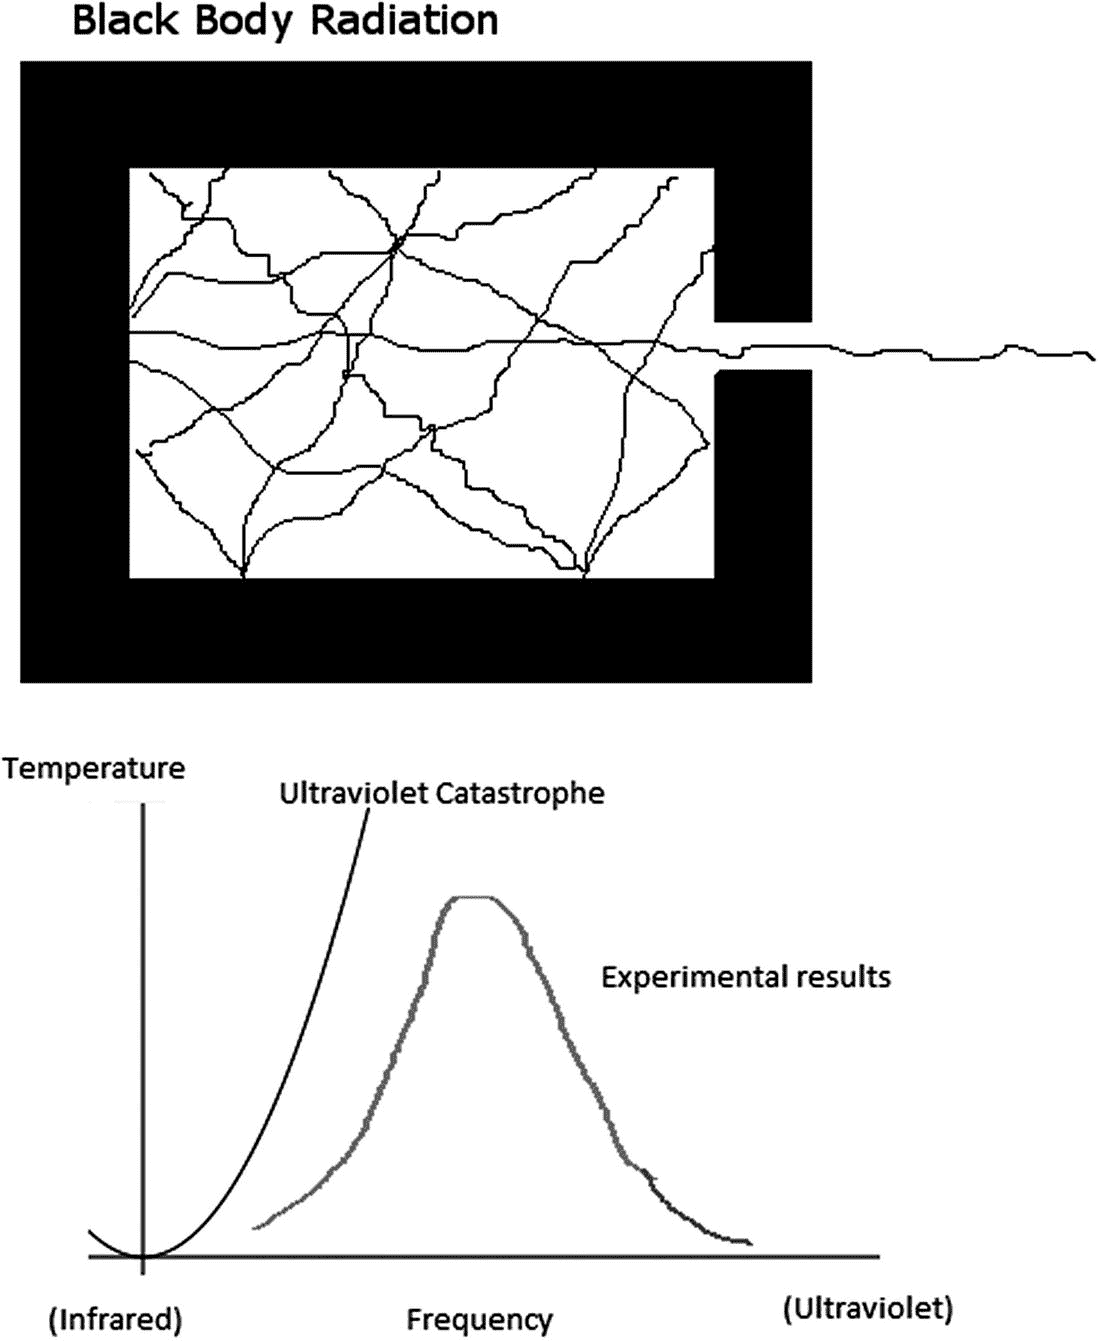 Black Body Radiation
Temperature
Ultraviolet Catastrophe
Experimental results
(Infrared)
Frequency
(Ultraviolet)